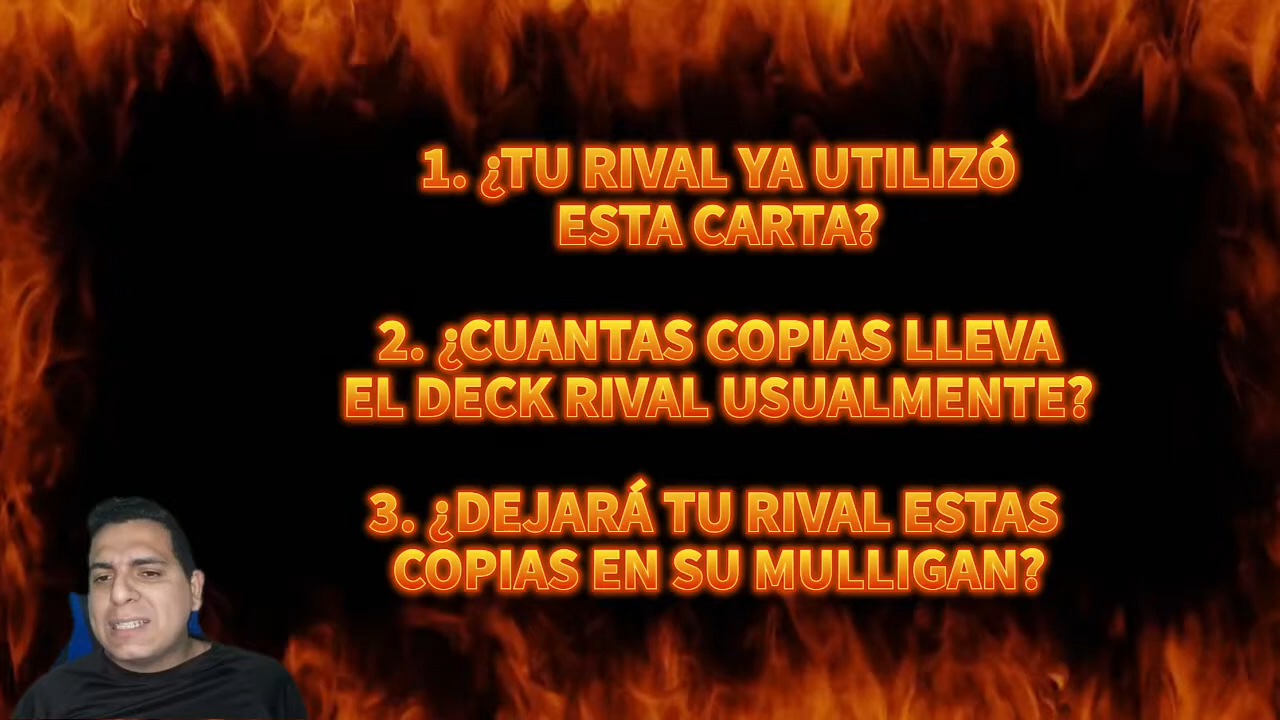 1. ¿TU RIVAL YA UTILIZÓ
ESTA CARTA?
2. ¿CUANTAS COPIAS LLEVA
EL DECK RIVAL USUALMENTE?
3. ¿DEJARÁ TU RIVAL ESTAS
COPIAS EN SU MULLIGAN?